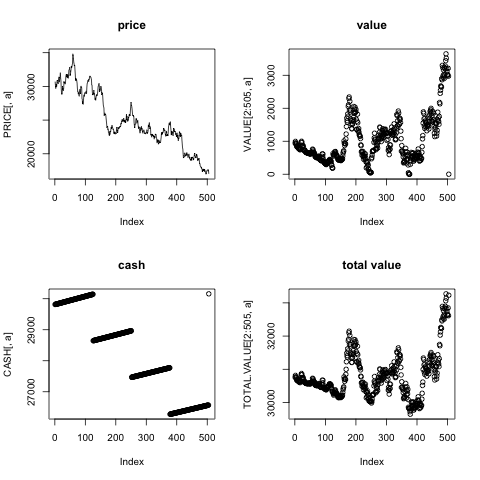 price
PRICE[, a]
20000 30000
0 100 200 300 400 500
Index
value
VALUE[2:505, a]
0 1000 2000 3000
0 100 200 300 400 500
Index
cash
CASH[, a]
27000 29000
0 100 200 300 400 500
Index
total value
TOTAL.VALUE[2:505, a]
30000 32000
0 100 200 300 400 500
Index